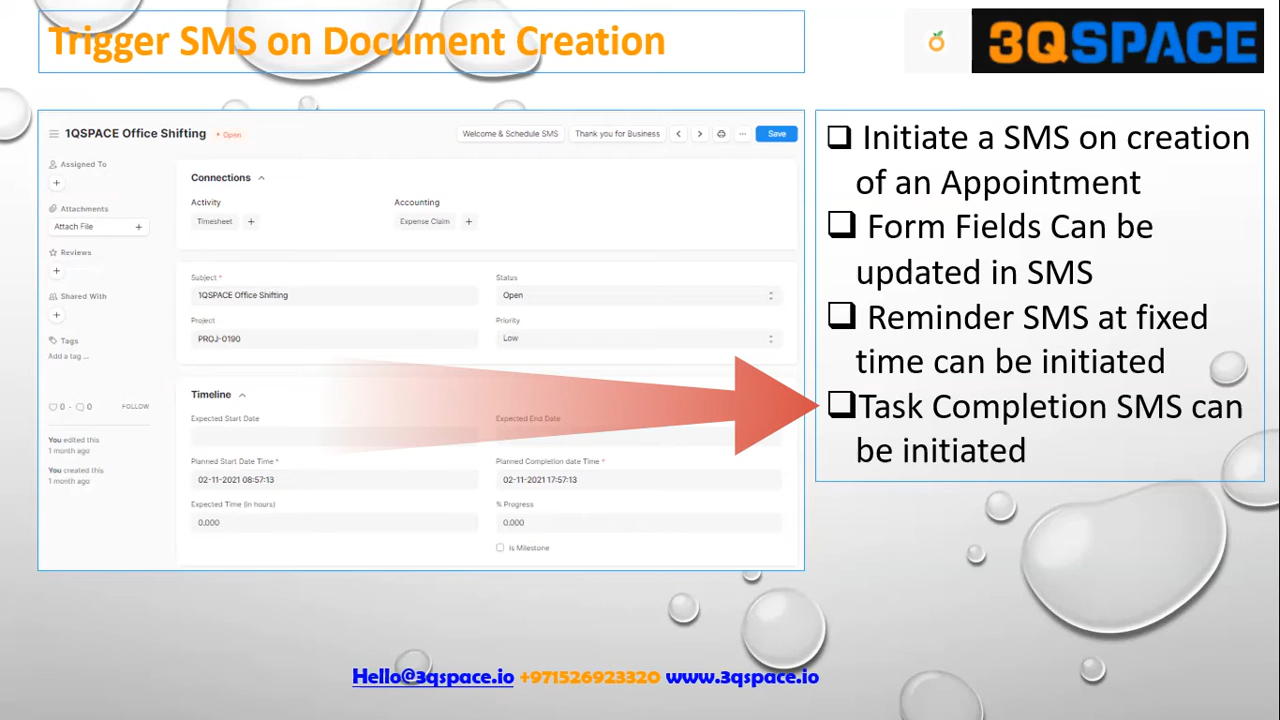 Trigger SMS on Document Creation
3QSPACE
1QSPACE Office Shifting
Open
Welcome & Schedule SMS
Thank you for Business
Save
Assigned To
Attachments
Attach File
Reviews
Shared With
Tags
Add a tag ...
0 - 0 FOLLOW
You edited this
1 month ago
You created this
1 month ago
Connections
Activity Accounting
Timesheet + Expense Claim +
Subject * Status
1QSPACE Office Shifting Open
Project Priority
PROJ-0190 Low
Timeline
Expected Start Date Expected End Date
Planned Start Date Time * Planned Completion date Time *
02-11-2021 08:57:13 02-11-2021 17:57:13
Expected Time (in hours) % Progress
0.000 0.000
Is Milestone
Initiate a SMS on creation
of an Appointment
Form Fields Can be
updated in SMS
Reminder SMS at fixed
time can be initiated
Task Completion SMS can
be initiated
Hello@3qspace.io +971526923320 www.3qspace.io